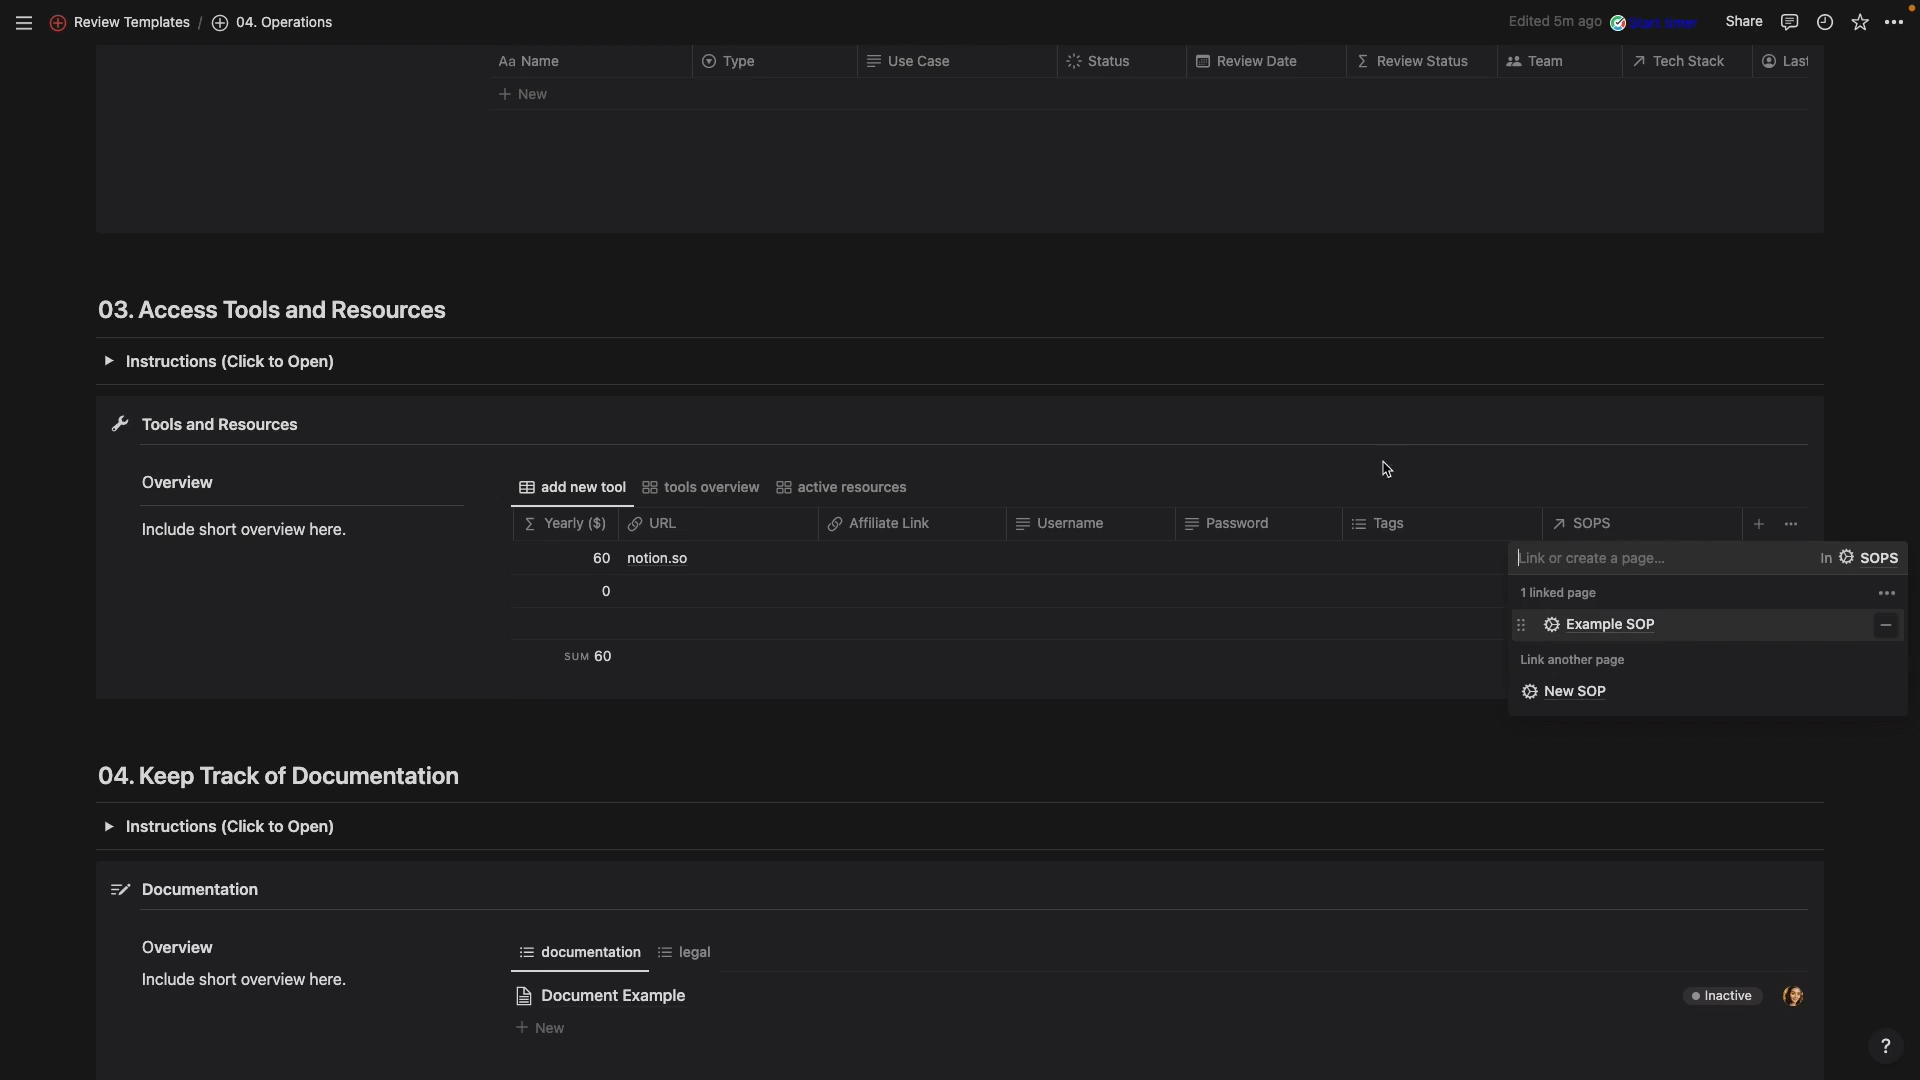 Review Templates / 04. Operations
Edited 5m ago Share
Aa Name Type Use Case Status Review Date Σ Review Status Team Tech Stack Last
+ New
03. Access Tools and Resources
Instructions (Click to Open)
Tools and Resources
Overview
Include short overview here.
add new tool tools overview active resources
Σ Yearly ($) URL Affiliate Link Username Password Tags SOPS
60 notion.so
0
SUM 60
Link or create a page... In SOPS
1 linked page
Example SOP
Link another page
New SOP
04. Keep Track of Documentation
Instructions (Click to Open)
Documentation
Overview
Include short overview here.
documentation legal
Document Example Inactive
+ New
?